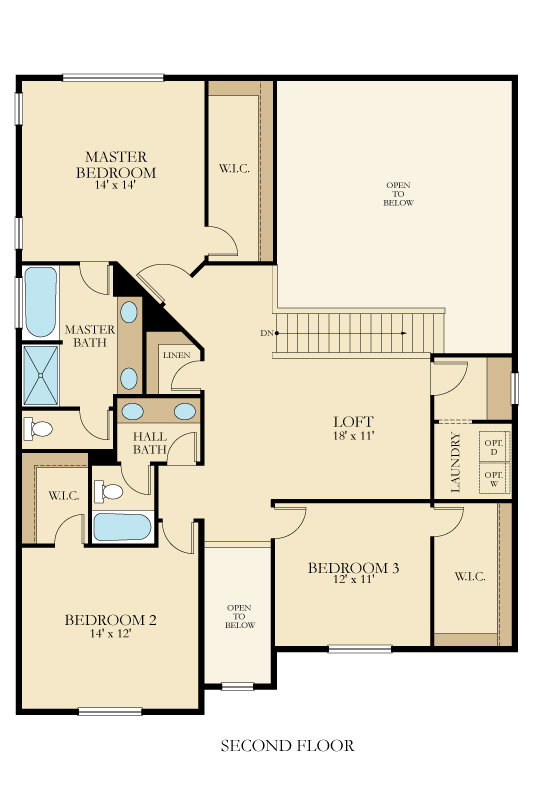 MASTER
BEDROOM
14' x 14'
W.I.C.
OPEN
TO
BELOW
MASTER
BATH
DN
LINEN
LOFT
18' x 11'
HALL
BATH
LAUNDRY
OPT.
D
OPT.
W
W.I.C.
BEDROOM 3
12' x 11'
W.I.C.
BEDROOM 2
14' x 12'
OPEN
TO
BELOW
SECOND FLOOR